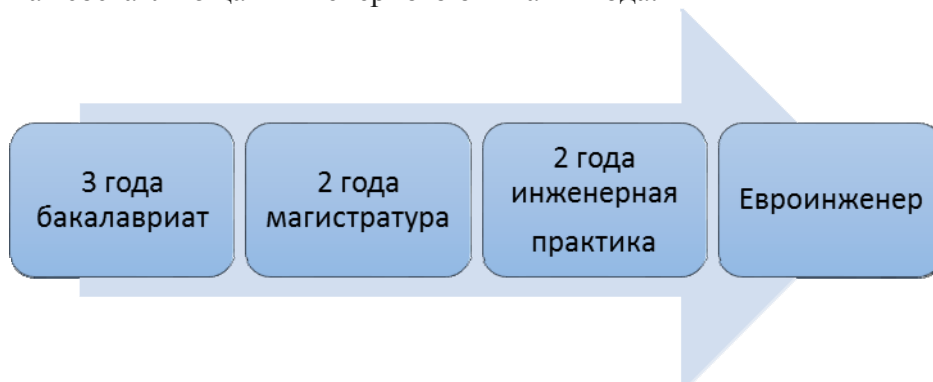 3 года
бакалавриат
2 года
магистратура
2 года
инженерная
практика
Евроинженер